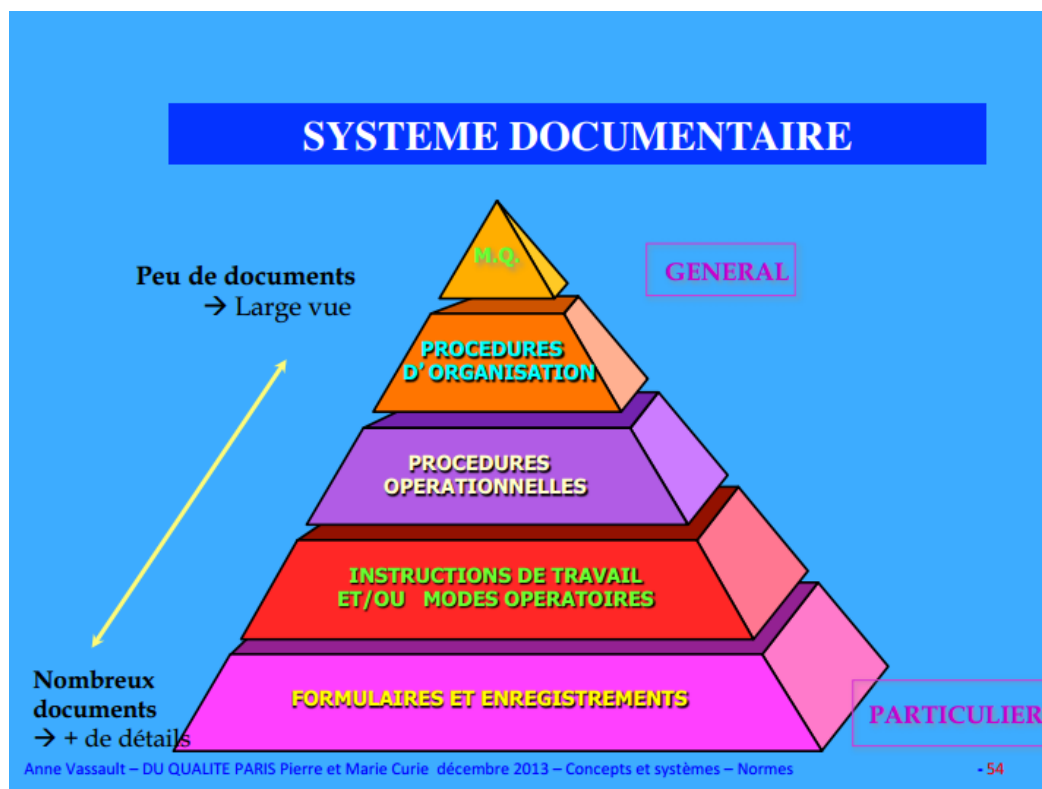 SYSTEME DOCUMENTAIRE
M.Q.
GENERAL
Peu de documents
→ Large vue
PROCEDURES
D’ORGANISATION
PROCEDURES
OPERATIONNELLES
INSTRUCTIONS DE TRAVAIL
ET/OU MODES OPERATOIRES
Nombreux
documents
→ + de détails
FORMULAIRES ET ENREGISTREMENTS
PARTICULIER
Anne Vassault – DU QUALITE PARIS Pierre et Marie Curie décembre 2013 – Concepts et systèmes – Normes - 54